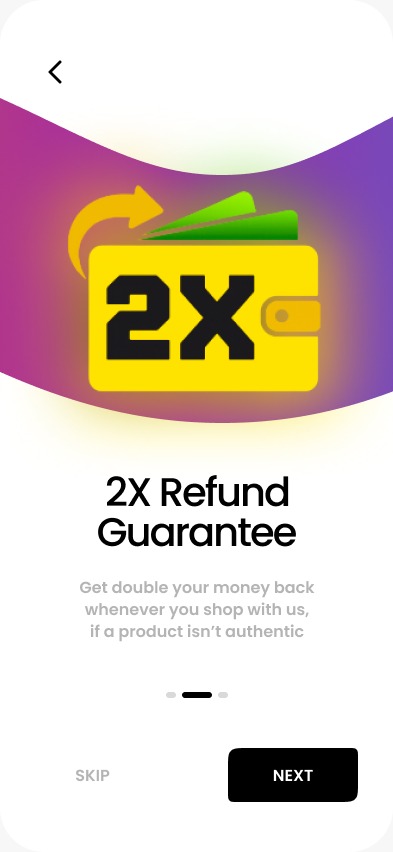 2X
2X Refund
Guarantee
Get double your money back
whenever you shop with us,
if a product isn’t authentic
SKIP
NEXT